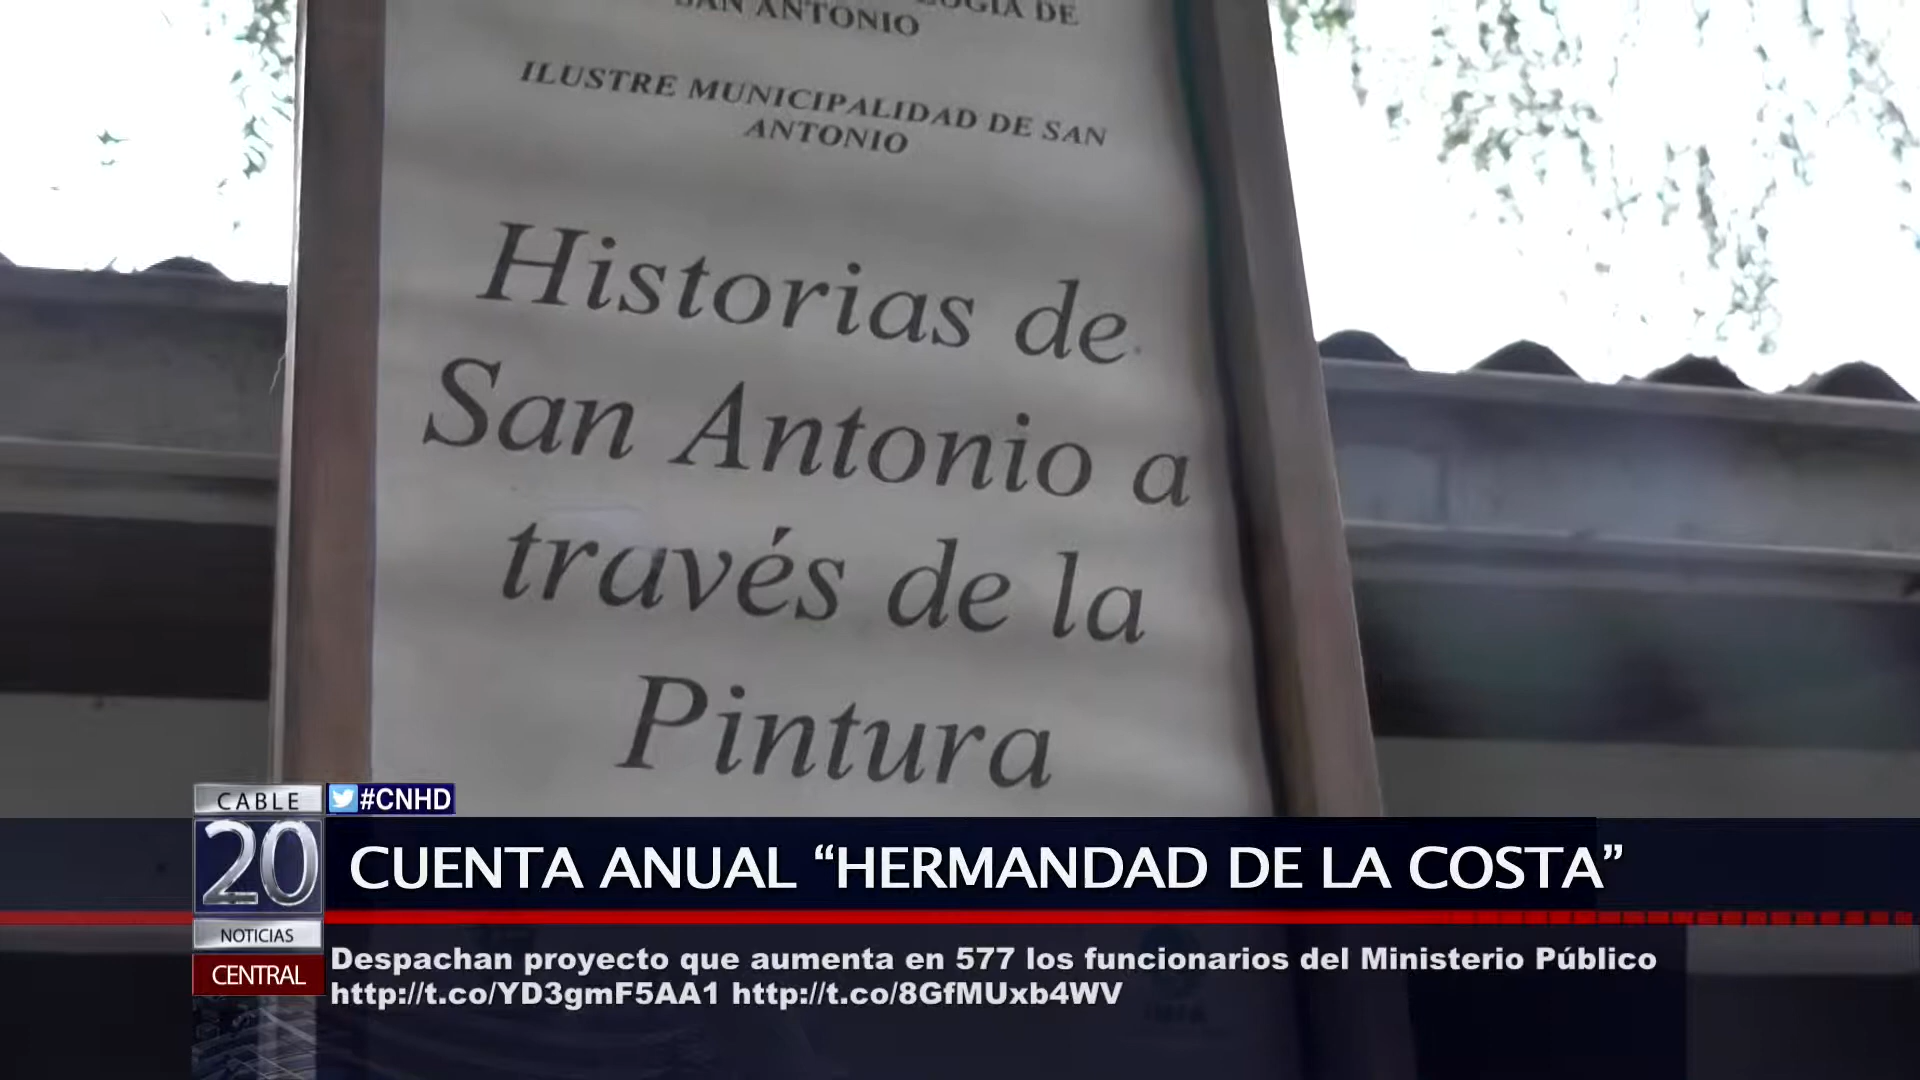 DE
SAN ANTONIO
ILUSTRE MUNICIPALIDAD DE SAN
ANTONIO
Historias de
San Antonio a
través de la
Pintura
CABLE
20
NOTICIAS
CENTRAL
#CNHD
CUENTA ANUAL “HERMANDAD DE LA COSTA”
Despachan proyecto que aumenta en 577 los funcionarios del Ministerio Público
http://t.co/YD3gmF5AA1 http://t.co/8GfMUxb4WV